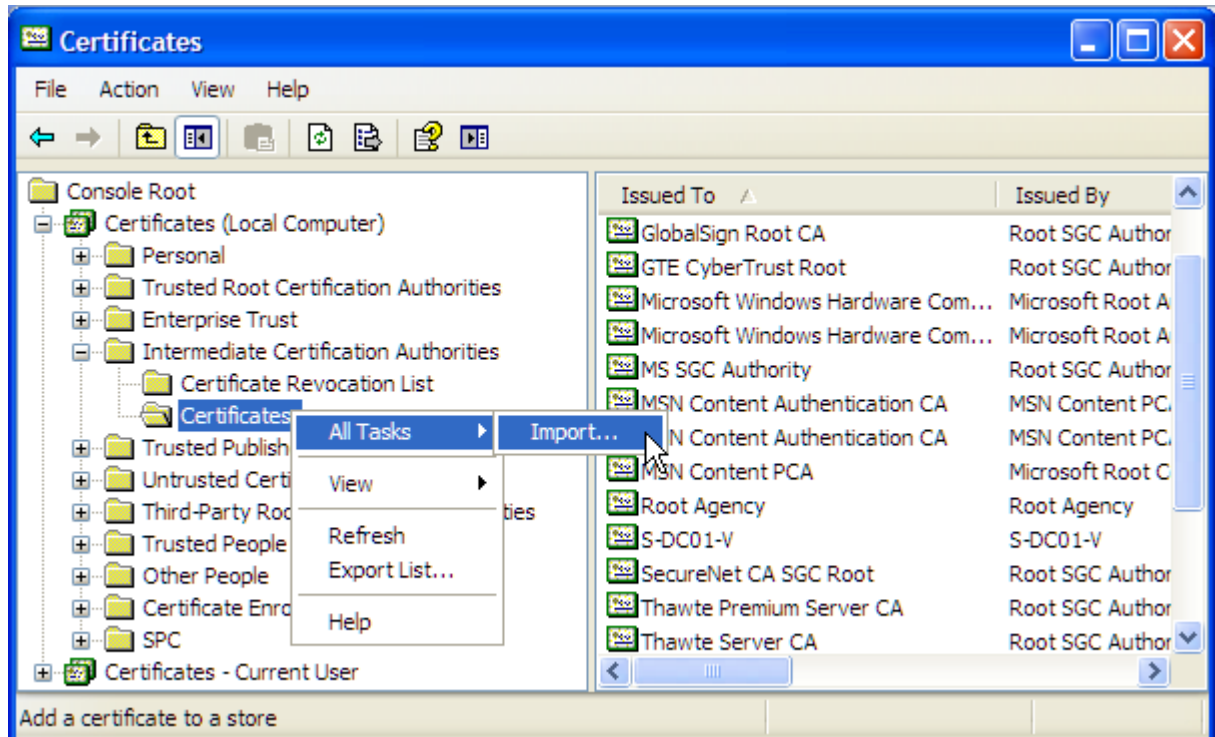 Certificates
File Action View Help
Console Root
Certificates (Local Computer)
Personal
Trusted Root Certification Authorities
Enterprise Trust
Intermediate Certification Authorities
Certificate Revocation List
Certificates
Trusted Publish
Untrusted Certi
Third-Party Roo ties
Trusted People
Other People
Certificate Enro
SPC
Certificates - Current User
All Tasks
View
Refresh
Export List...
Help
Import...
Issued To Issued By
GlobalSign Root CA Root SGC Author
GTE CyberTrust Root Root SGC Author
Microsoft Windows Hardware Com... Microsoft Root A
Microsoft Windows Hardware Com... Microsoft Root A
MS SGC Authority Root SGC Author
MSN Content Authentication CA MSN Content PC
N Content Authentication CA MSN Content PC
MSN Content PCA Microsoft Root C
Root Agency Root Agency
S-DC01-V S-DC01-V
SecureNet CA SGC Root Root SGC Author
Thawte Premium Server CA Root SGC Author
Thawte Server CA Root SGC Author
Add a certificate to a store